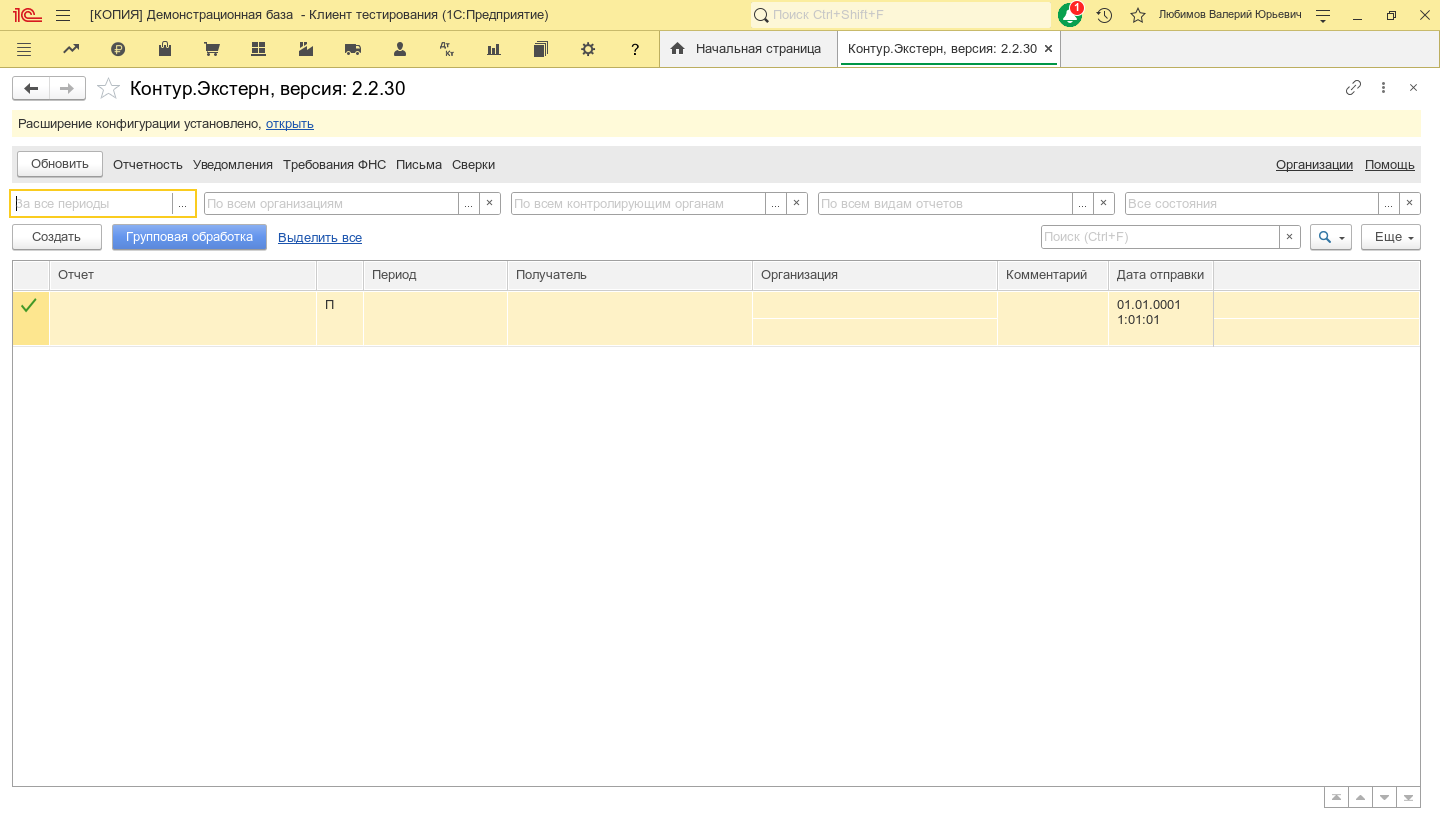 [КОПИЯ] Демонстрационная база - Клиент тестирования (1С:Предприятие)
Поиск Ctrl+Shift+F
1
Любимов Валерий Юрьевич
Дт
Кт
?
Начальная страница
Контур.Экстерн, версия: 2.2.30
Контур.Экстерн, версия: 2.2.30
Расширение конфигурации установлено, открыть
Обновить Отчетность Уведомления Требования ФНС Письма Сверки Организации Помощь
За все периоды ... По всем организациям ... × По всем контролирующим органам ... × По всем видам отчетов ... × Все состояния ... ×
Создать Групповая обработка Выделить все Поиск (Ctrl+F) × Еще
Отчет Период Получатель Организация Комментарий Дата отправки
П 01.01.0001
1:01:01